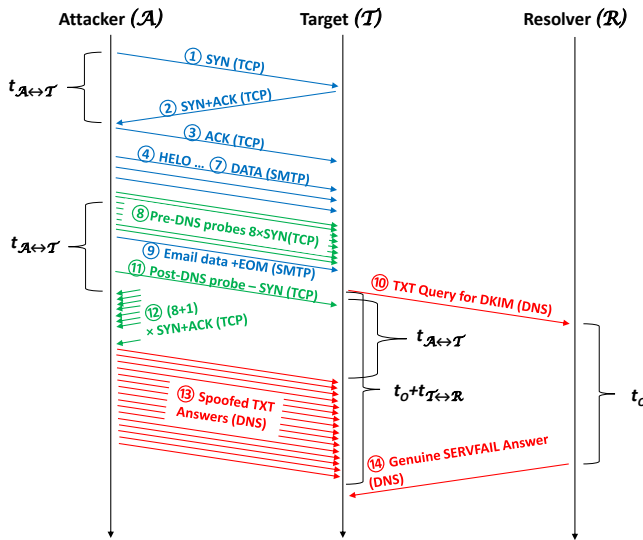 Attacker (𝓐)
Target (𝓣)
Resolver (𝓡)
① SYN (TCP)
t𝓐↔𝓣
② SYN+ACK (TCP)
③ ACK (TCP)
④ HELO ... ⑦ DATA (SMTP)
⑧ Pre-DNS probes 8×SYN(TCP)
t𝓐↔𝓣
⑨ Email data +EOM (SMTP)
⑪ Post-DNS probe – SYN (TCP)
⑩ TXT Query for DKIM (DNS)
⑫ (8+1)
× SYN+ACK (TCP)
t𝓐↔𝓣
tO+t𝓣↔𝓡
tO
⑬ Spoofed TXT
Answers (DNS)
⑭ Genuine SERVFAIL Answer
(DNS)